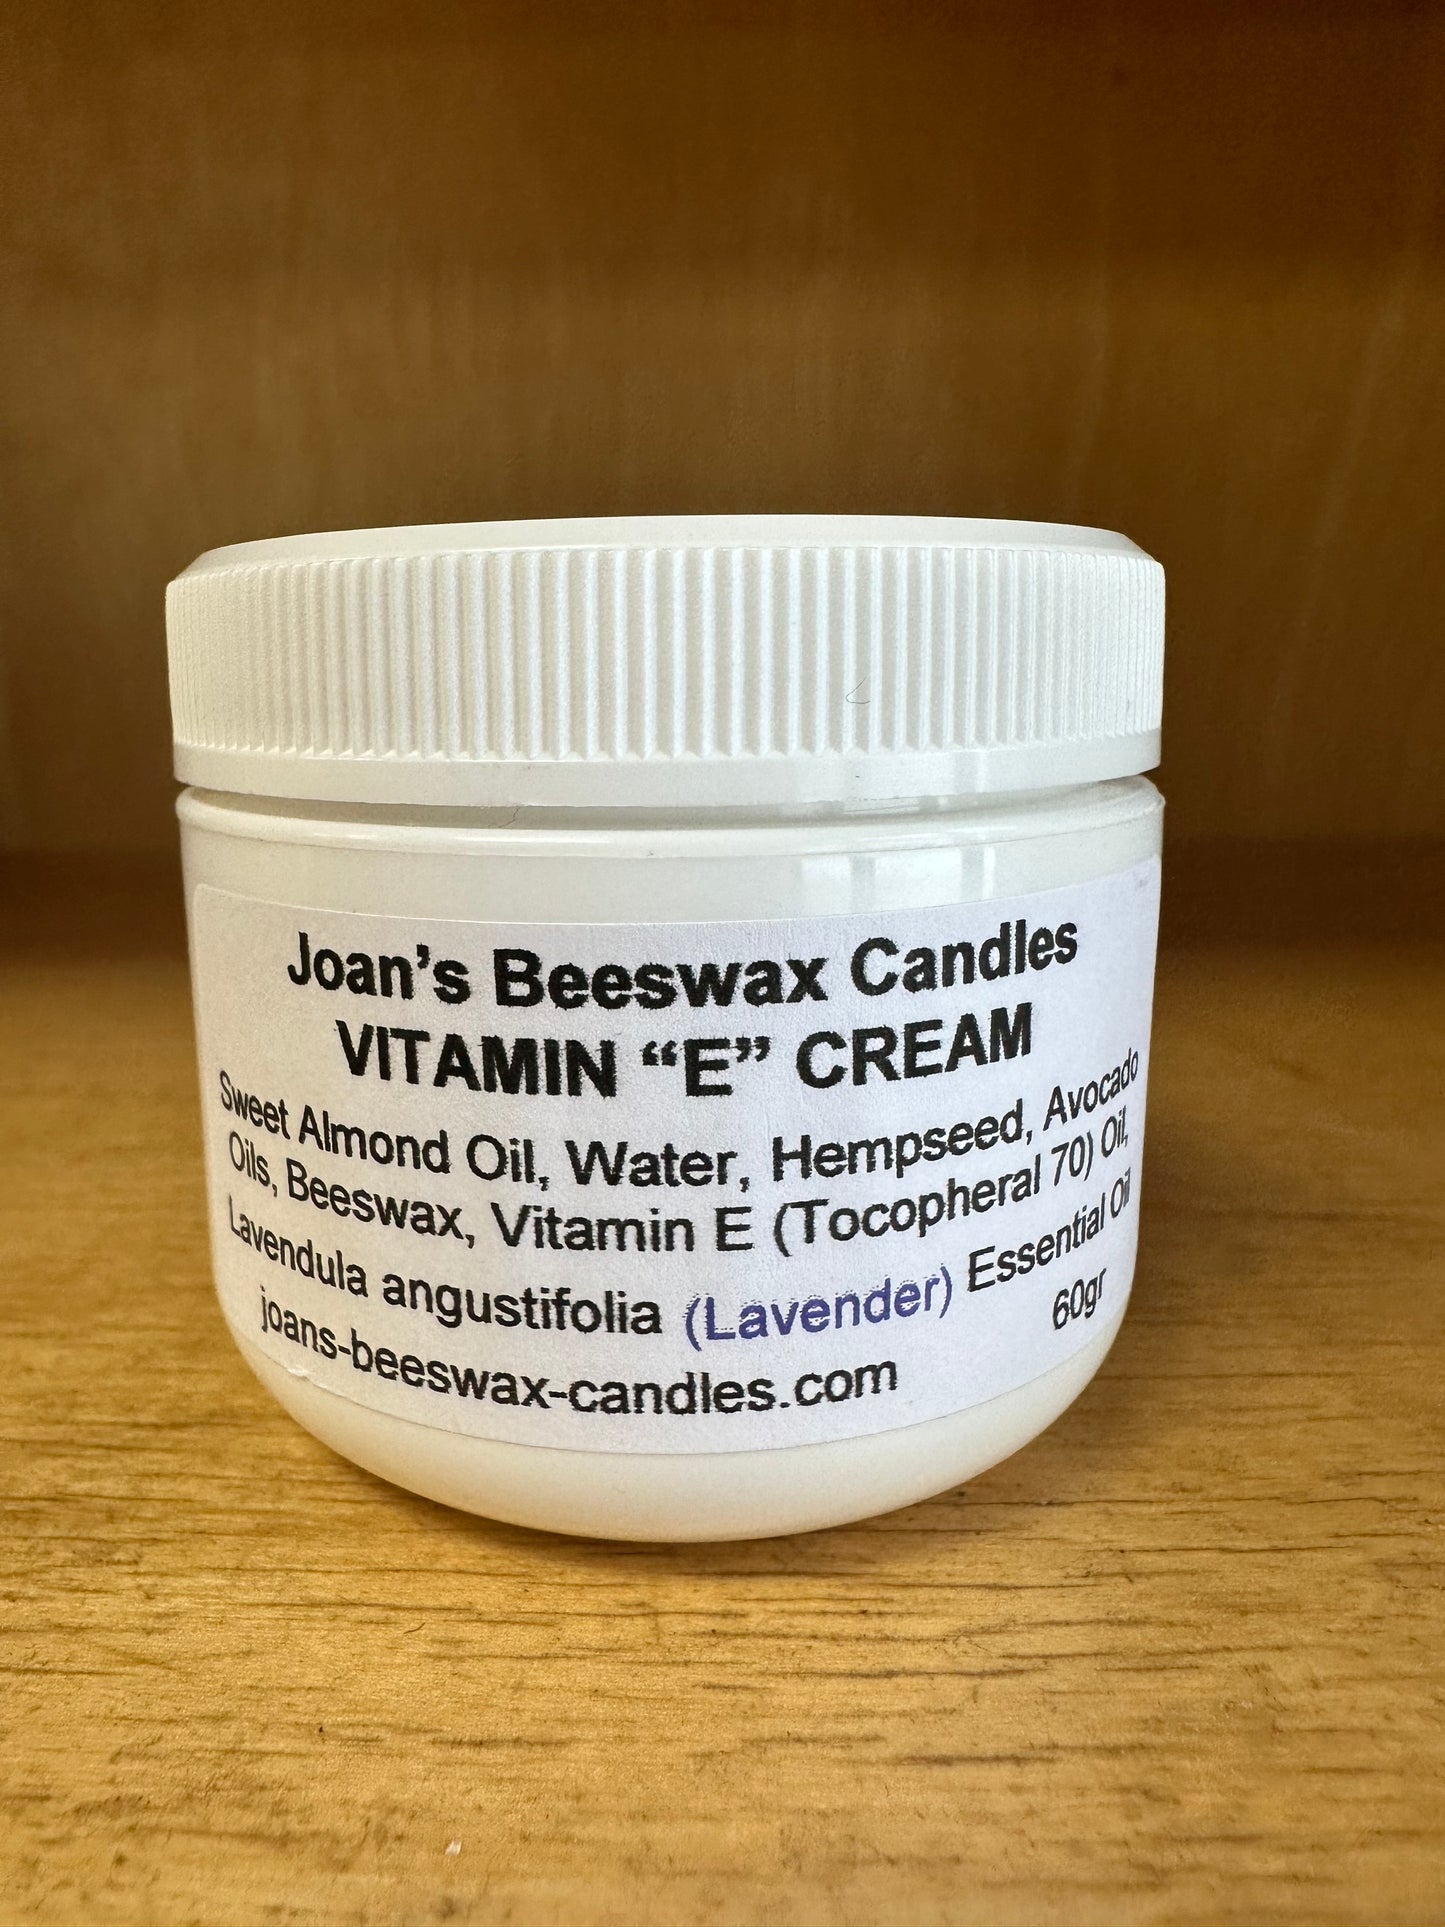 Joan’s Beeswax Candles
VITAMIN “E” CREAM
Sweet Almond Oil, Water, Hempseed, Avocado
Oils, Beeswax, Vitamin E (Tocopheral 70) Oil,
Lavendula angustifolia (Lavender) Essential Oil
60gr
joans-beeswax-candles.com